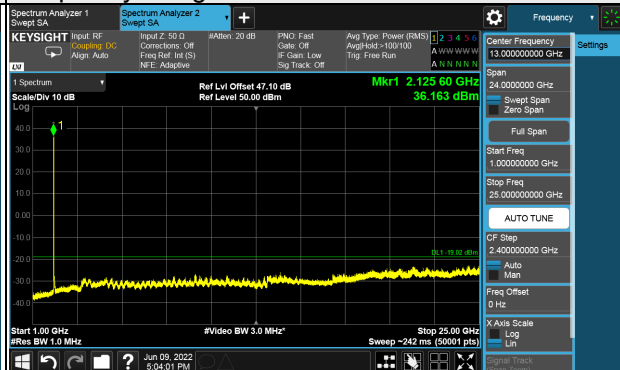 Spectrum Analyzer 1
Swept SA
Spectrum Analyzer 2
Swept SA
Frequency
KEYSIGHT
LXI
Input: RF
Coupling: DC
Align: Auto
Input Z: 50 Ω
Corrections: Off
Freq Ref: Int (S)
NFE: Adaptive
#Atten: 20 dB
PNO: Fast
Gate: Off
IF Gain: Low
Sig Track: Off
Avg Type: Power (RMS)
Avg|Hold:>100/100
Trig: Free Run
1 2 3 4 5 6
A W W W W W
A N N N N N
1 Spectrum
Scale/Div 10 dB
Log
Ref Lvl Offset 47.10 dB
Ref Level 50.00 dBm
Mkr1 2.125 60 GHz
36.163 dBm
1
40.0
30.0
20.0
10.0
0.00
-10.0
-20.0
-30.0
-40.0
DL1 -19.02 dBm
Start 1.00 GHz
#Res BW 1.0 MHz
#Video BW 3.0 MHz*
Stop 25.00 GHz
Sweep ~242 ms (50001 pts)
Jun 09, 2022
5:04:01 PM
Center Frequency
13.000000000 GHz
Settings
Span
24.0000000 GHz
Swept Span
Zero Span
Full Span
Start Freq
1.000000000 GHz
Stop Freq
25.000000000 GHz
AUTO TUNE
CF Step
2.400000000 GHz
Auto
Man
Freq Offset
0 Hz
X Axis Scale
Log
Lin
Signal Track